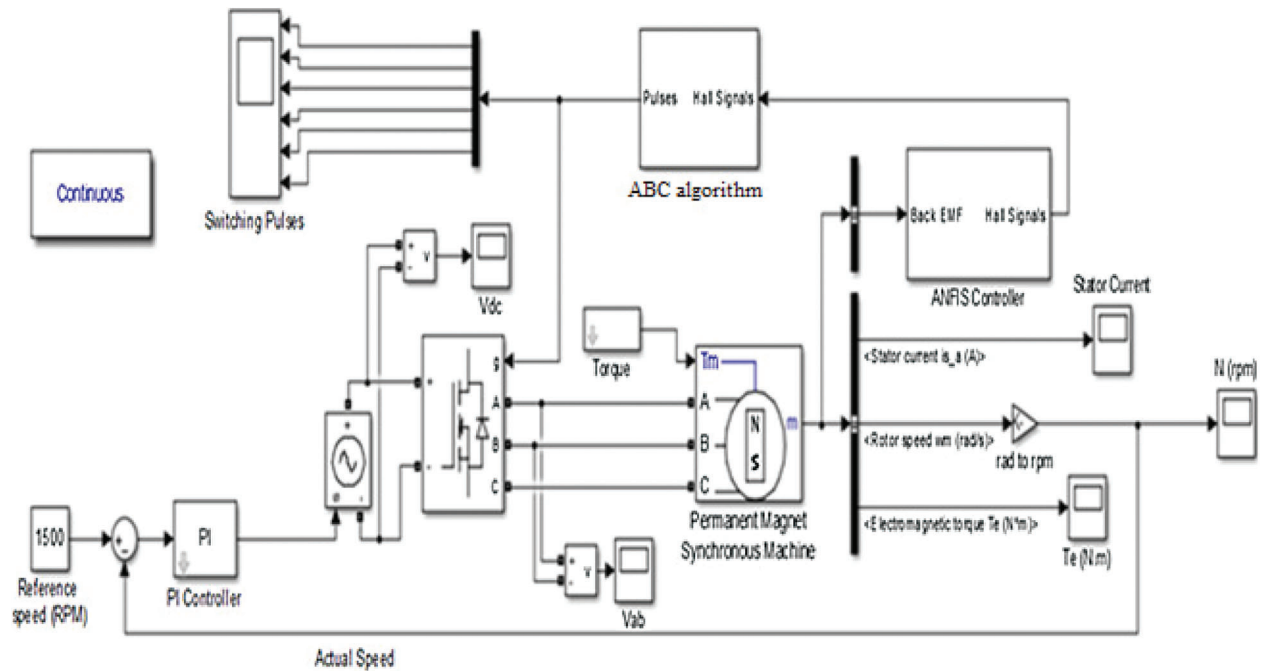 Continuous
Switching Pulses
Pulses
Hall Signals
ABC algorithm
Back EMF
Hall Signals
ANFIS Controller
Stator Current
<Stator current is_a (A)>
N (rpm)
<Rotor speed wm (rad/s)>
rad to rpm
<Electromagnetic torque Te (N*m)>
Te (N.m)
+
-
v
Vdc
Torque
Tm
A
B
C
m
N
S
Permanent Magnet
Synchronous Machine
g
A
B
C
+
-
+
-
+
-
v
Vab
1500
Reference
speed (RPM)
+
-
PI
PI Controller
Actual Speed